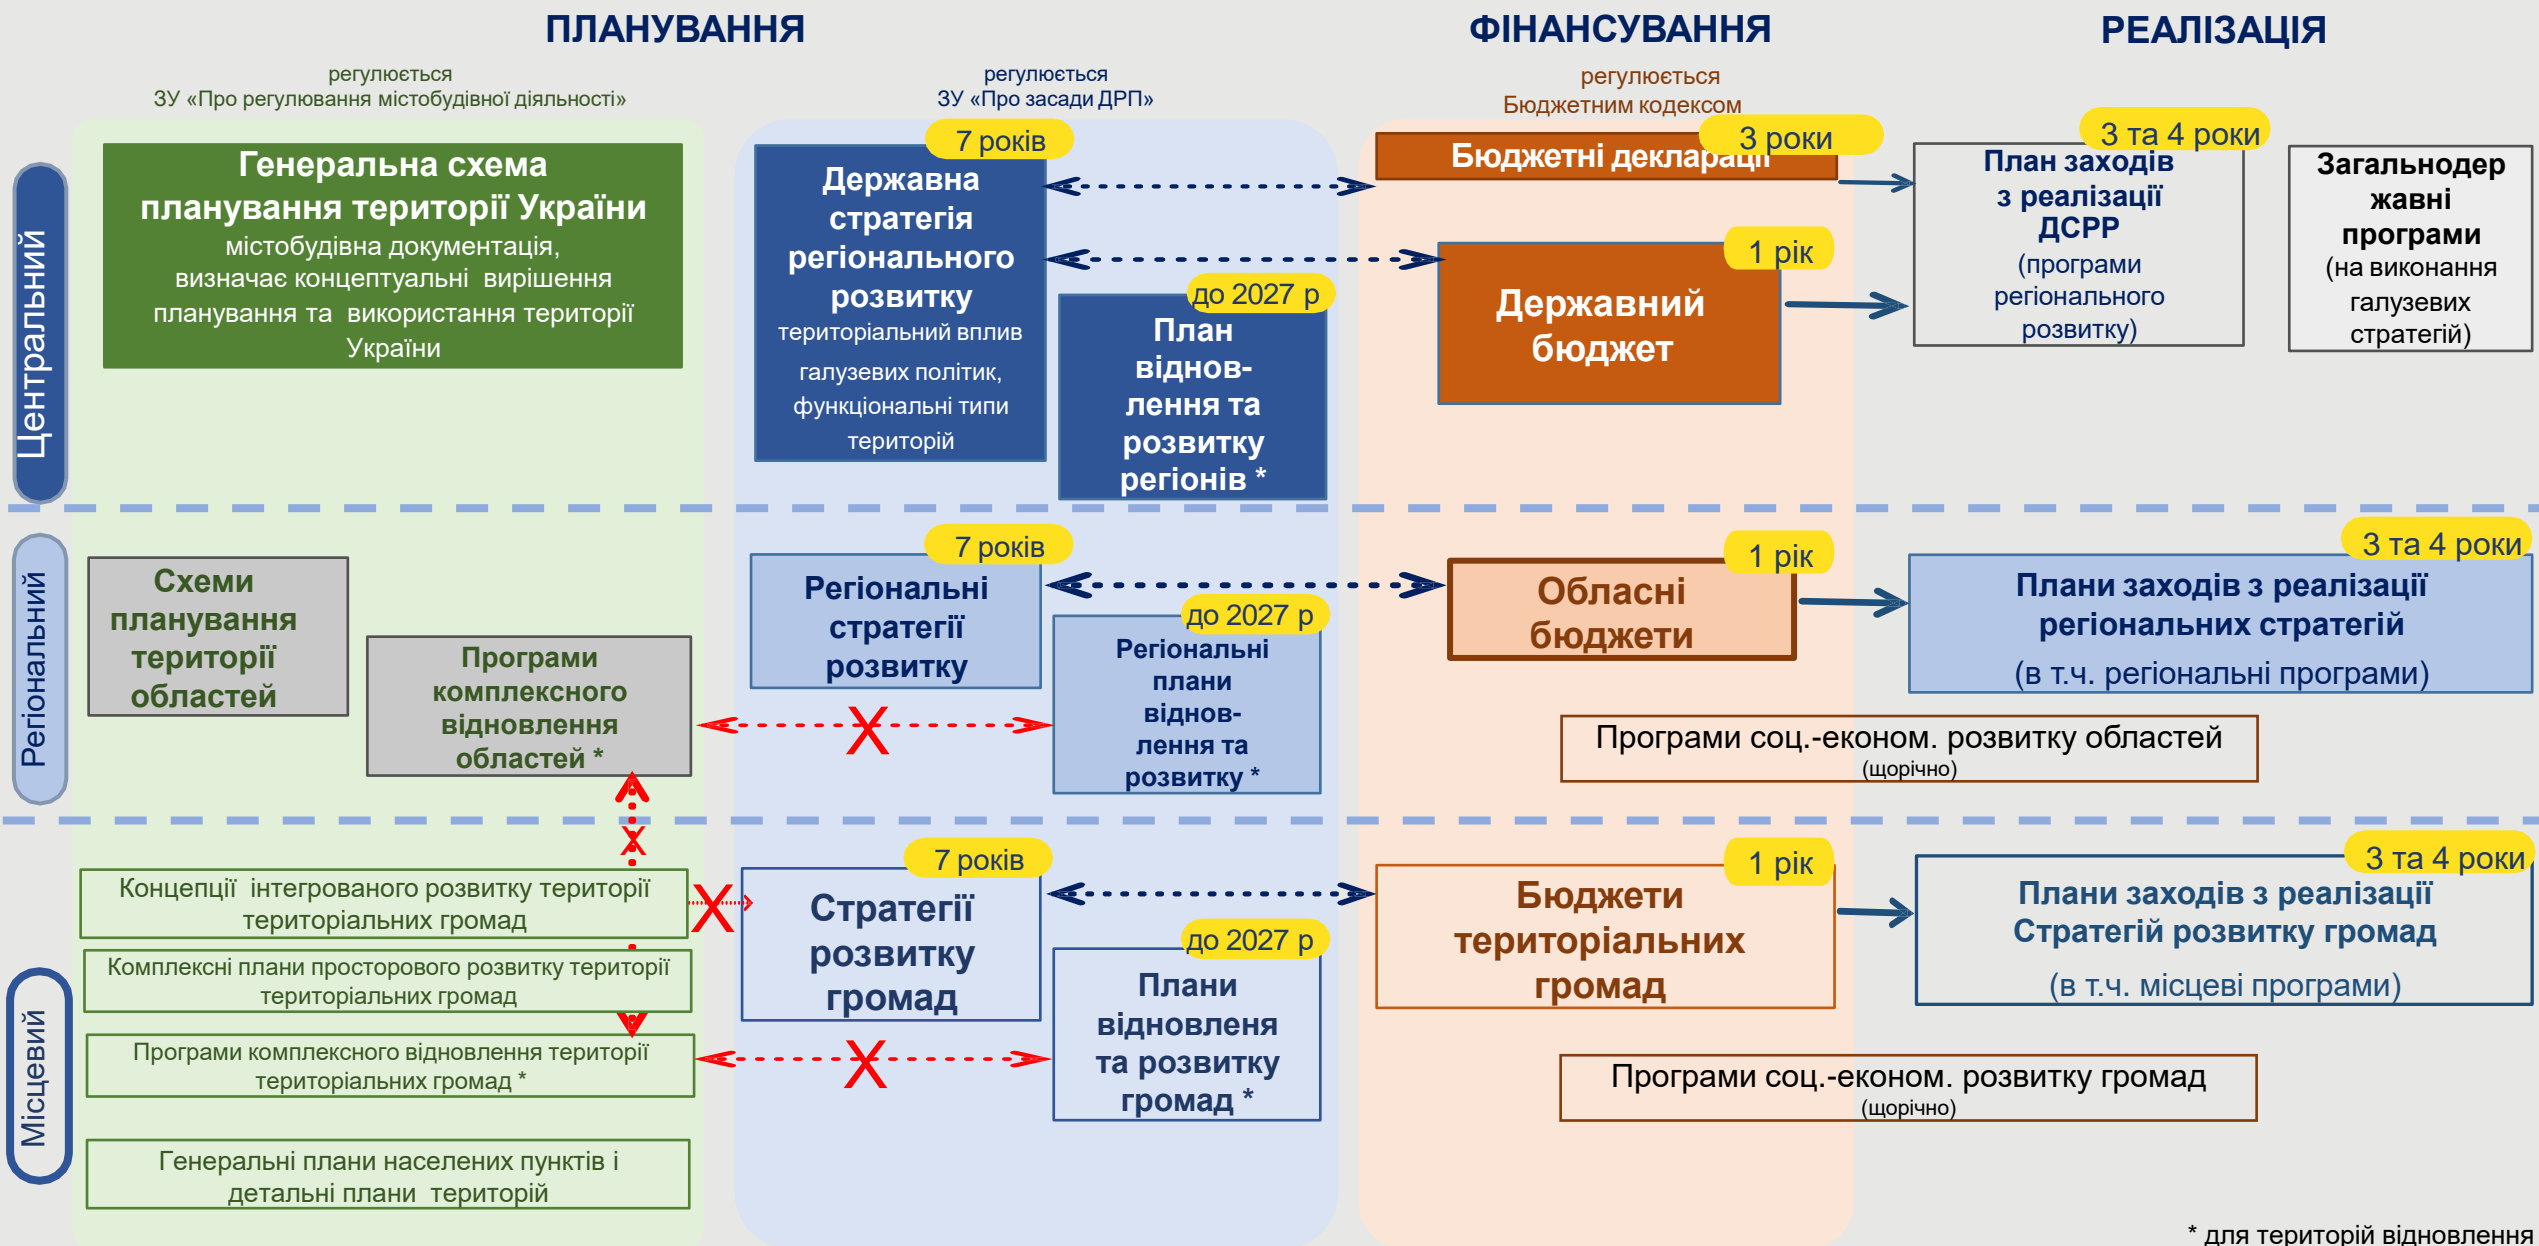 ПЛАНУВАННЯ
ФІНАНСУВАННЯ
РЕАЛІЗАЦІЯ
регулюється
ЗУ «Про регулювання містобудівної діяльності»
регулюється
ЗУ «Про засади ДРП»
регулюється
Бюджетним кодексом
Центральний
Генеральна схема
планування території України
містобудівна документація,
визначає концептуальні вирішення
планування та використання території
України
7 років
Державна
стратегія
регіонального
розвитку
територіальний вплив
галузевих політик,
функціональні типи
територій
до 2027 р
План
віднов-
лення та
розвитку
регіонів *
3 роки
Бюджетні декларації
1 рік
Державний
бюджет
3 та 4 роки
План заходів
з реалізації
ДСРР
(програми
регіонального
розвитку)
Загальнодер
жавні
програми
(на виконання
галузевих
стратегій)
Регіональний
Схеми
планування
території
областей
Програми
комплексного
відновлення
областей *
7 років
Регіональні
стратегії
розвитку
до 2027 р
Регіональні
плани
віднов-
лення та
розвитку *
X
1 рік
Обласні
бюджети
3 та 4 роки
Плани заходів з реалізації
регіональних стратегій
(в т.ч. регіональні програми)
Програми соц.-економ. розвитку областей
(щорічно)
Місцевий
X
Концепції інтегрованого розвитку території
територіальних громад
X
Комплексні плани просторового розвитку території
територіальних громад
Програми комплексного відновлення території
територіальних громад *
Генеральні плани населених пунктів і
детальні плани територій
7 років
Стратегії
розвитку
громад
до 2027 р
Плани
відновленя
та розвитку
громад *
X
1 рік
Бюджети
територіальних
громад
3 та 4 роки
Плани заходів з реалізації
Стратегій розвитку громад
(в т.ч. місцеві програми)
Програми соц.-економ. розвитку громад
(щорічно)
* для територій відновлення